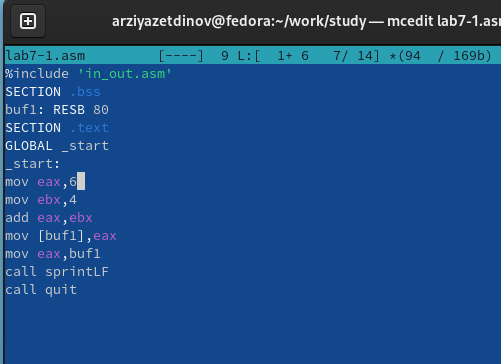 arziyazetdinov@fedora:~/work/study — mcedit lab7-1.asm
lab7-1.asm [----] 9 L:[ 1+ 6 7/ 14] *(94 / 169b)
%include 'in_out.asm'
SECTION .bss
buf1: RESB 80
SECTION .text
GLOBAL _start
_start:
mov eax,6
mov ebx,4
add eax,ebx
mov [buf1],eax
mov eax,buf1
call sprintLF
call quit